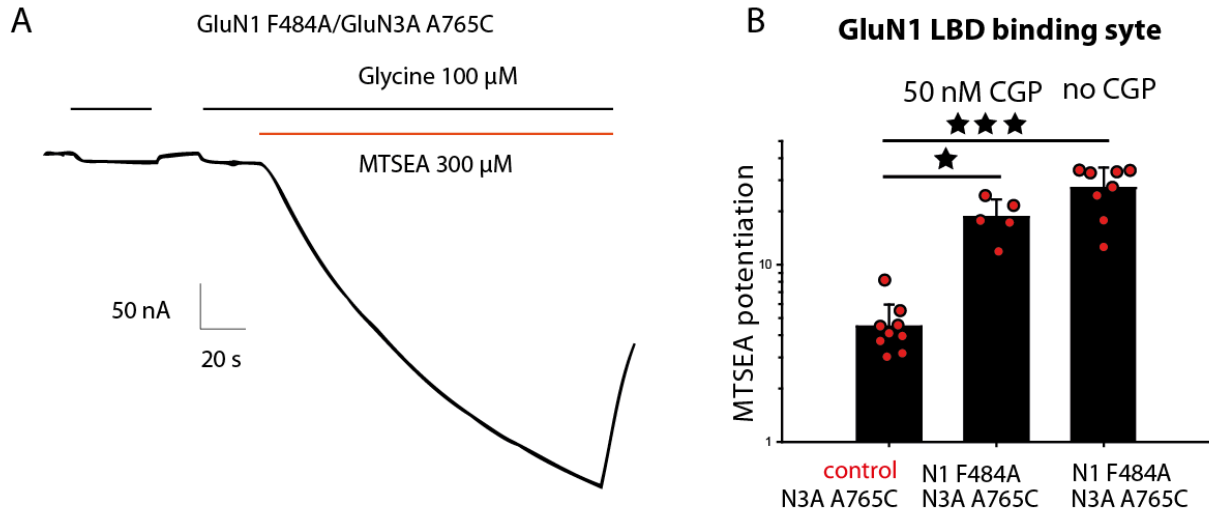 A
GluN1 F484A/GluN3A A765C
Glycine 100 µM
MTSEA 300 µM
50 nA
20 s
B
GluN1 LBD binding syte
50 nM CGP
no CGP
MTSEA potentiation
10
1
control
N3A A765C
N1 F484A
N3A A765C
N1 F484A
N3A A765C